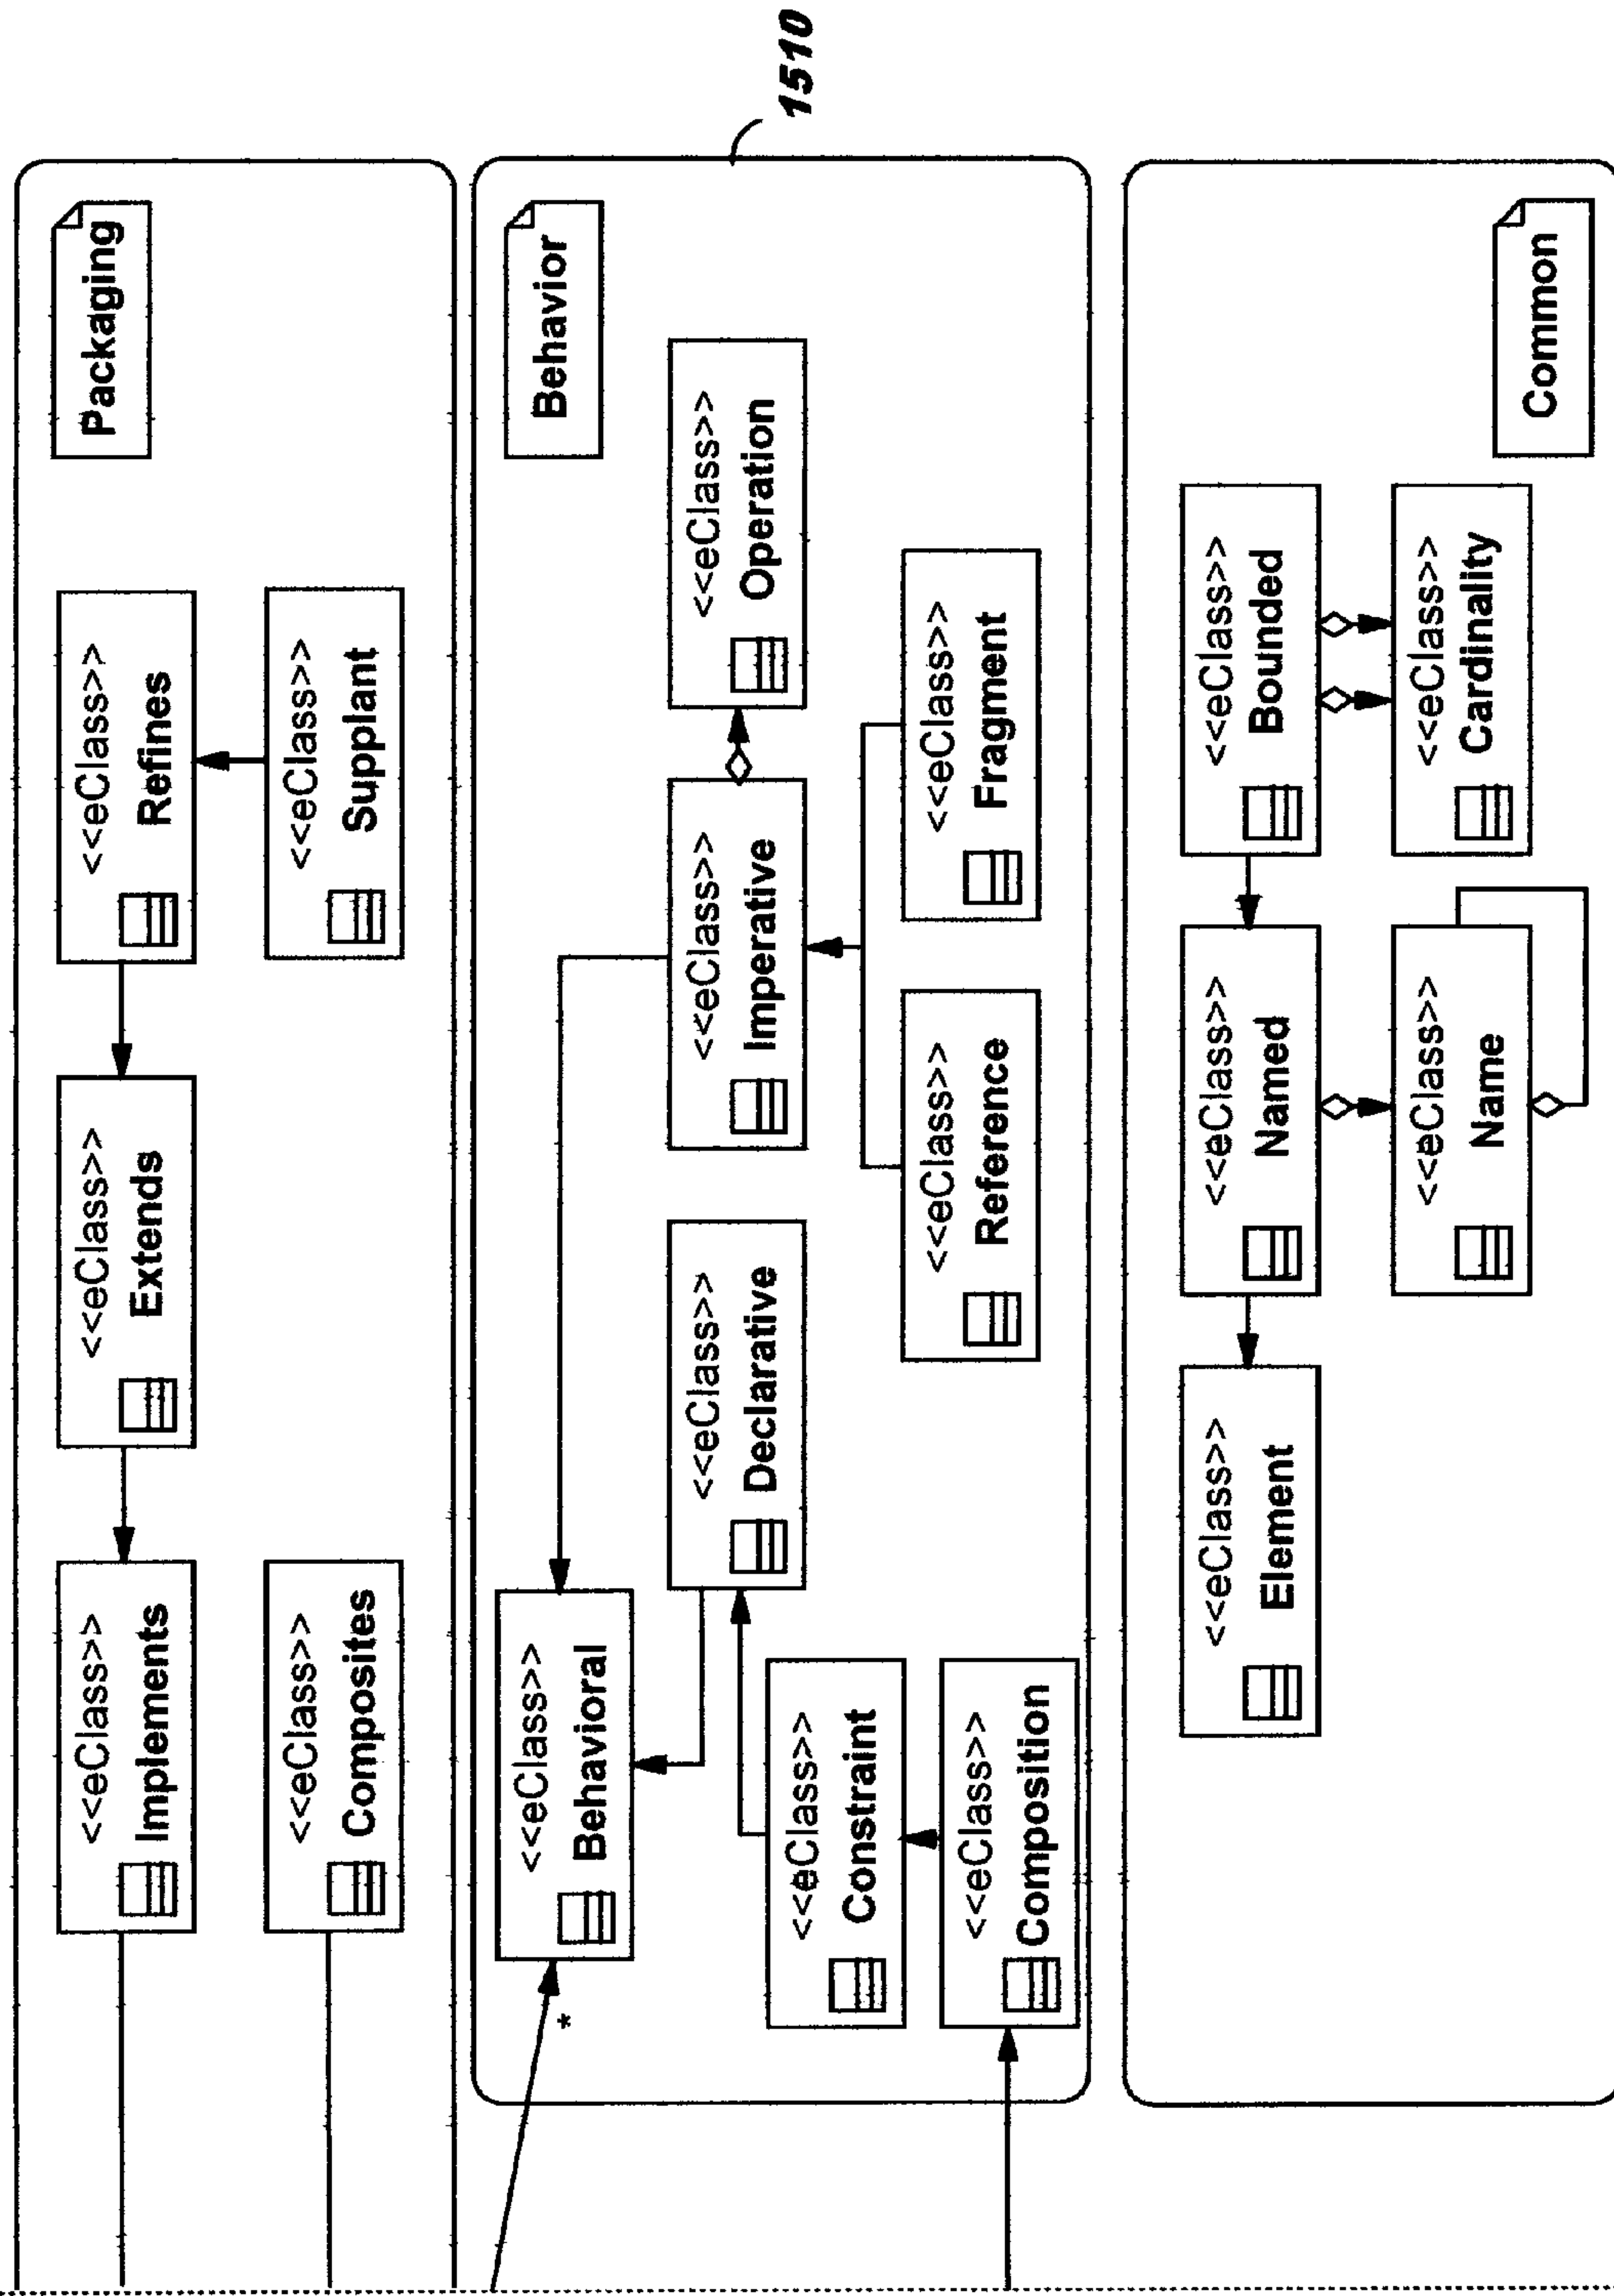 Packaging
<<eClass>>
Implements
<<eClass>>
Extends
<<eClass>>
Refines
<<eClass>>
Composites
<<eClass>>
Supplant
1510
Behavior
<<eClass>>
Behavioral
*
<<eClass>>
Declarative
<<eClass>>
Imperative
<<eClass>>
Operation
<<eClass>>
Constraint
<<eClass>>
Reference
<<eClass>>
Fragment
<<eClass>>
Composition
<<eClass>>
Element
<<eClass>>
Named
<<eClass>>
Bounded
<<eClass>>
Name
<<eClass>>
Cardinality
Common